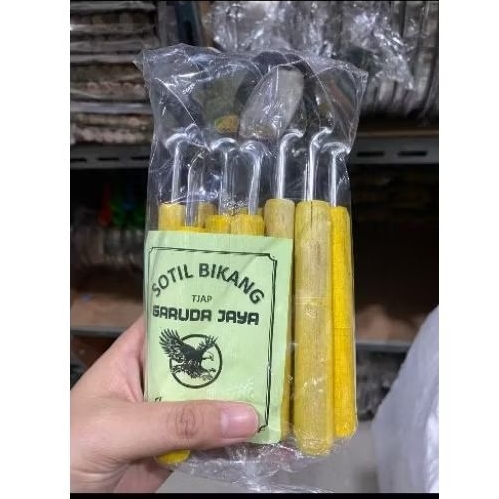 SOTIL BIKANG
TJAP
GARUDA JAYA